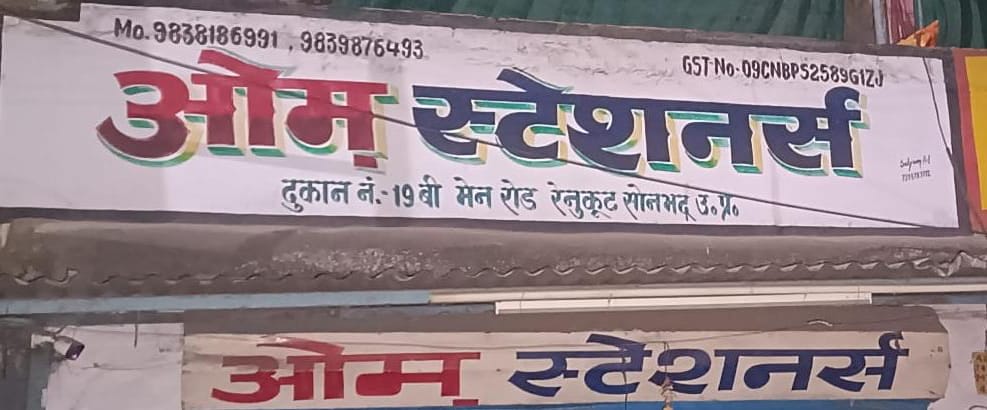 Mo. 9838186991, 9839876493
GST No- 09CNBPS2589G1ZJ
ओम् स्टेशनर्स
दुकान नं.- 19 बी मेन रोड रेनुकूट सोनभद्र उ.प्र.
ओम् स्टेशनर्स